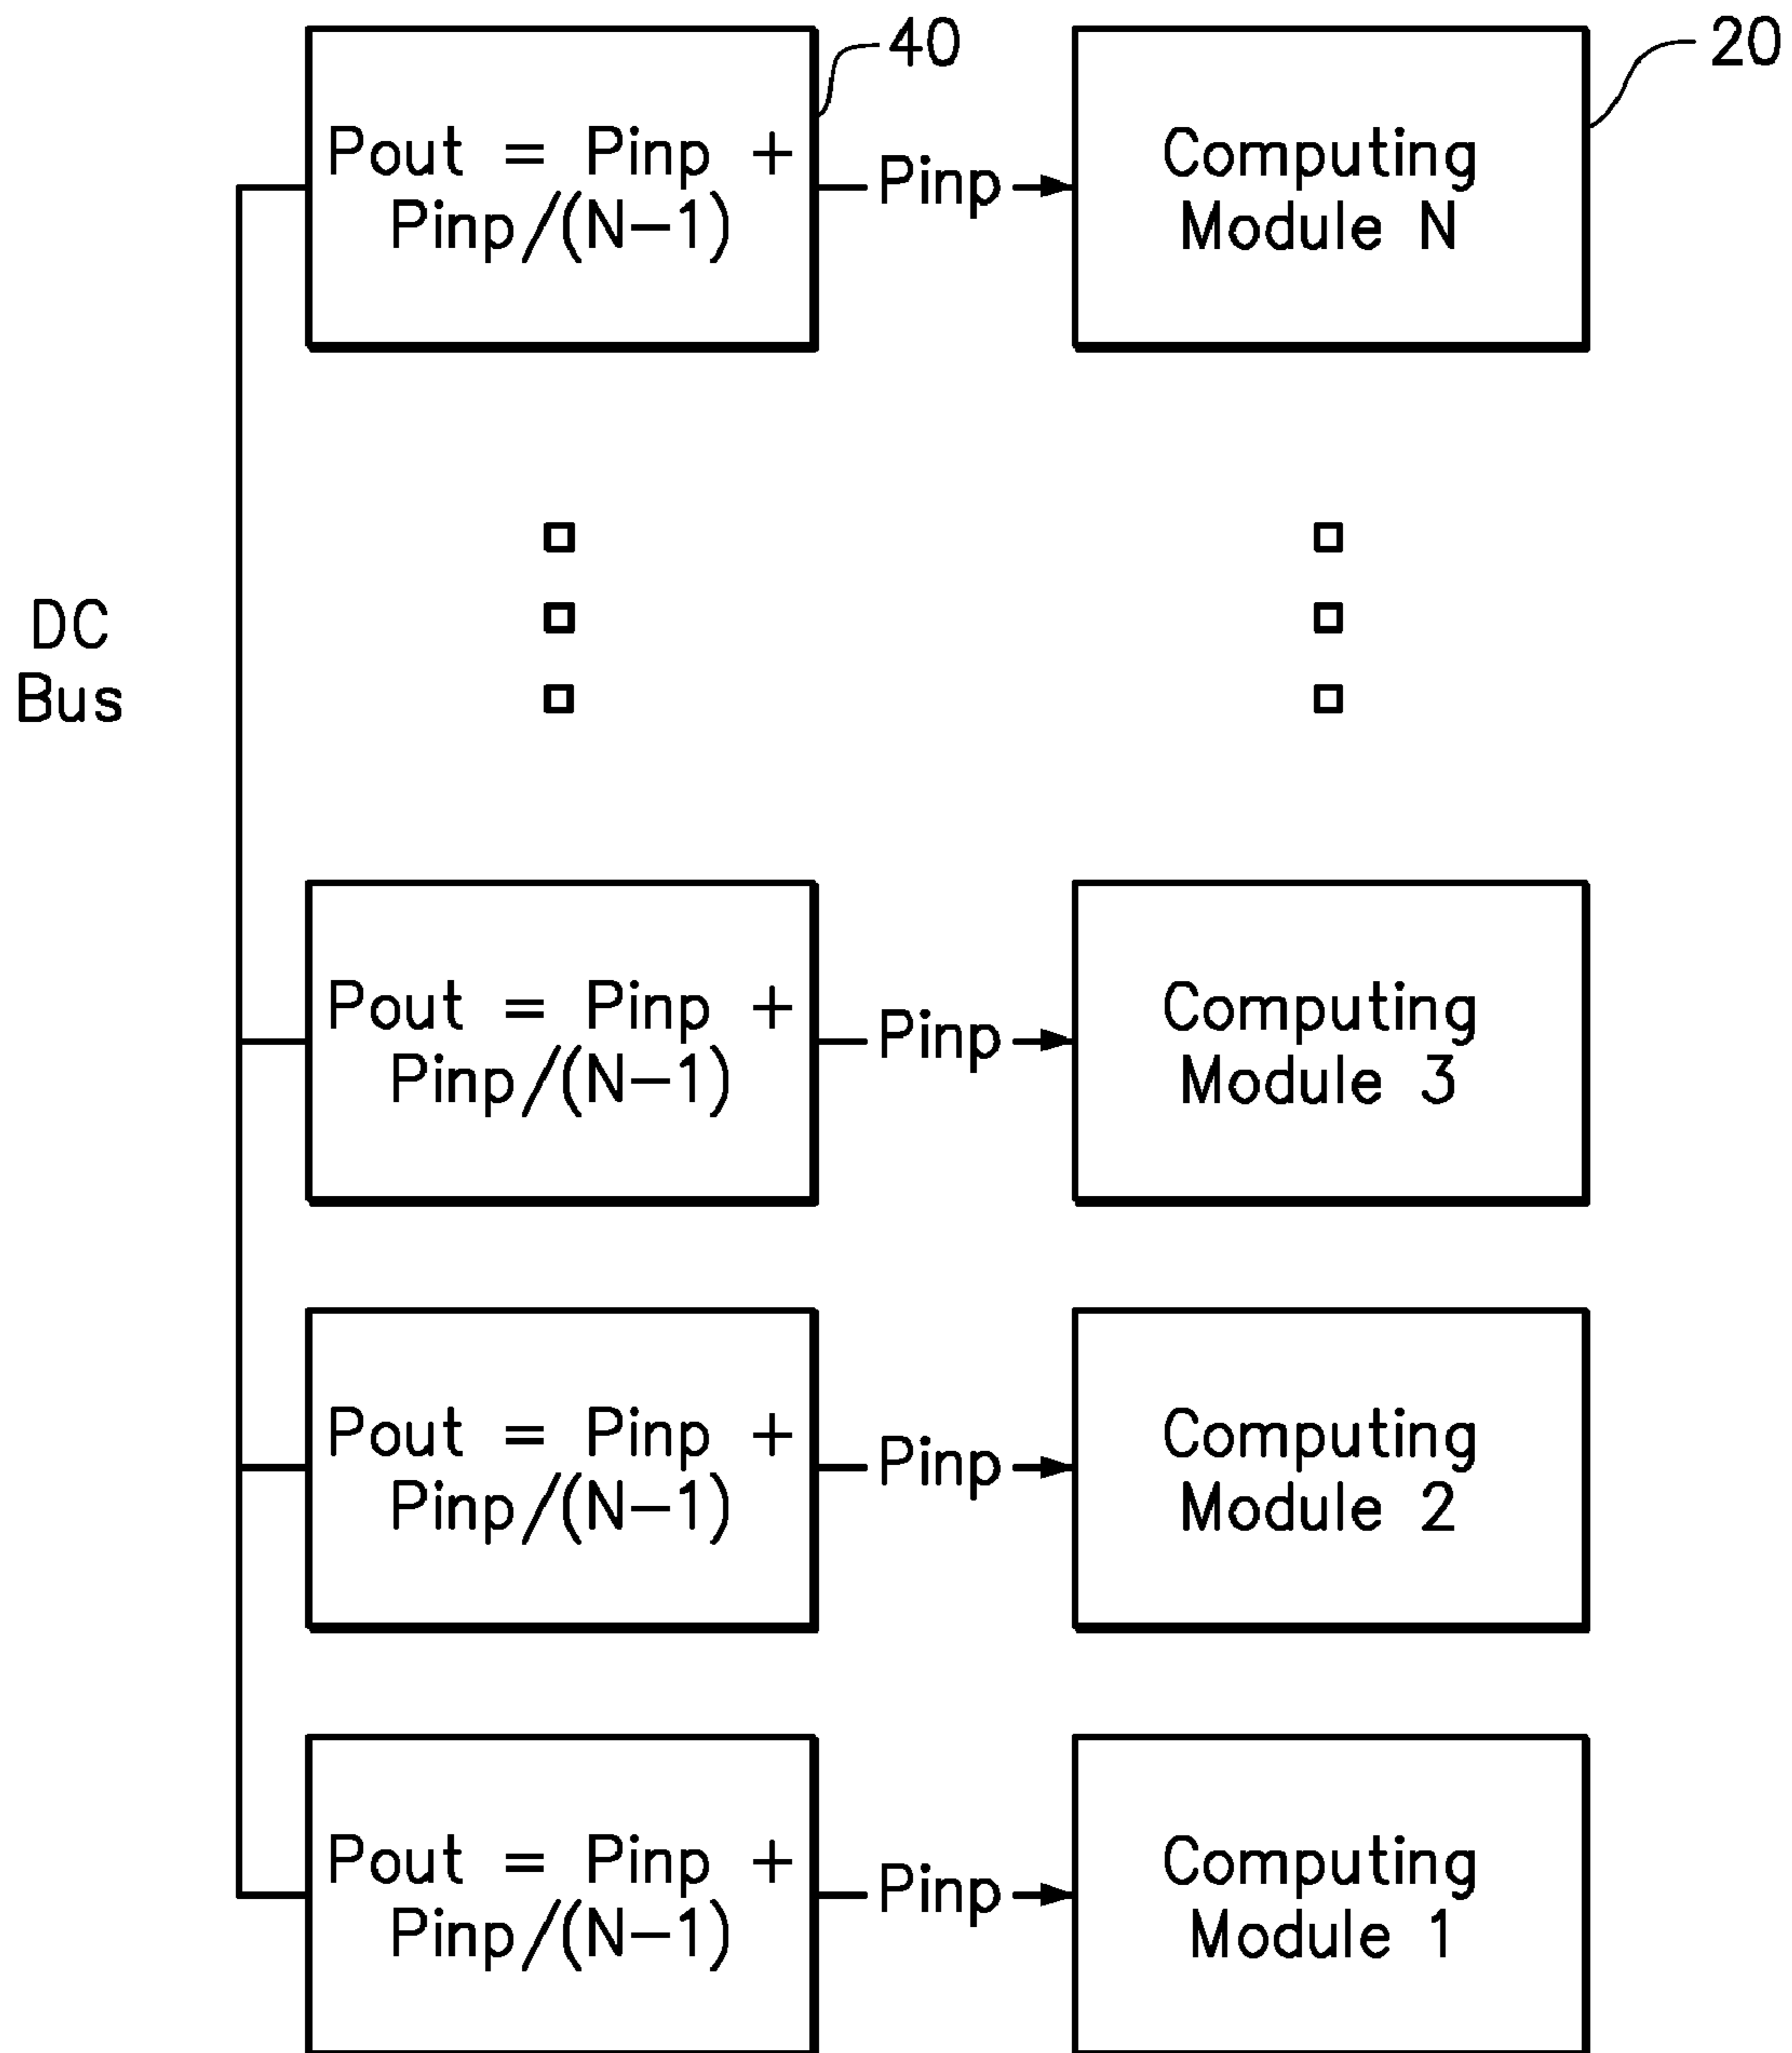 40
20
Pout = Pinp +
Pinp/(N-1)
Pinp
Computing
Module N
DC
Bus
Pout = Pinp +
Pinp/(N-1)
Pinp
Computing
Module 3
Pout = Pinp +
Pinp/(N-1)
Pinp
Computing
Module 2
Pout = Pinp +
Pinp/(N-1)
Pinp
Computing
Module 1